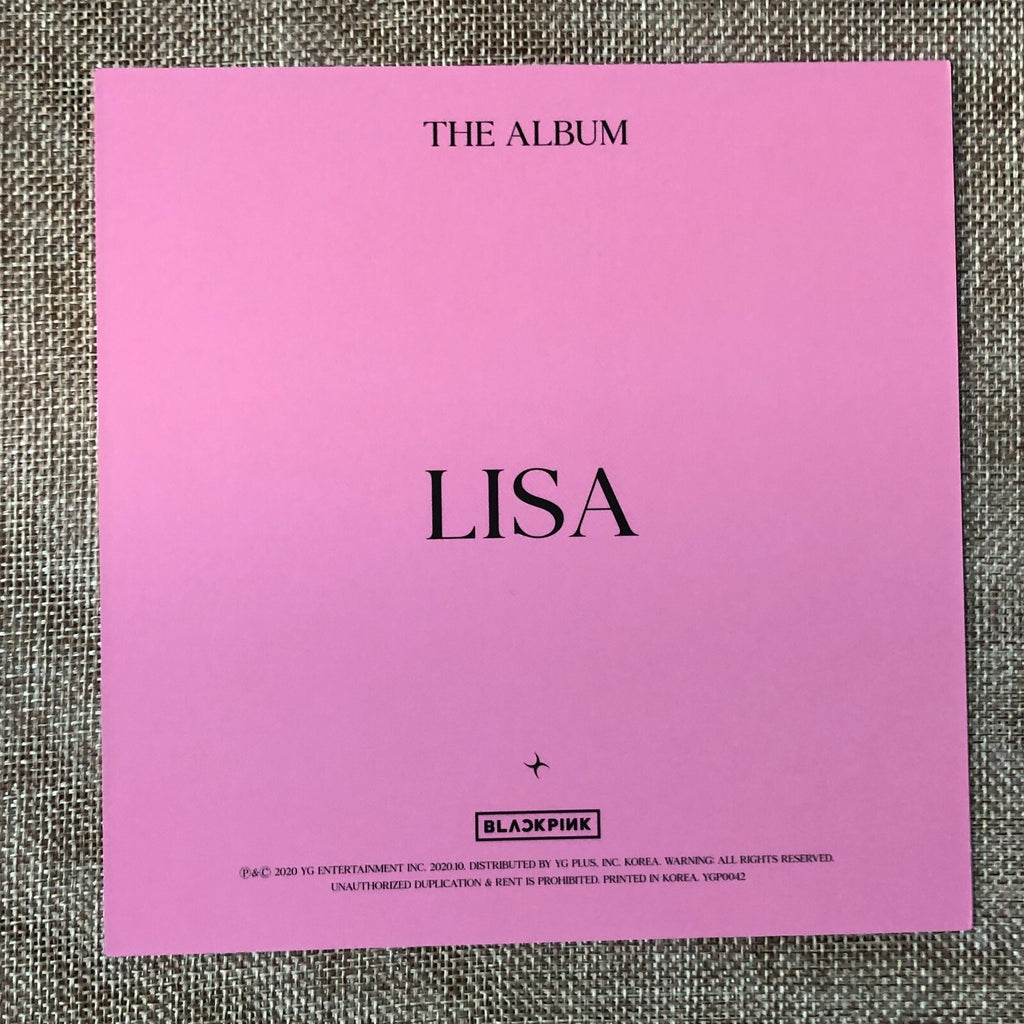 THE ALBUM
LISA
BLACKPINK
℗&© 2020 YG ENTERTAINMENT INC. 2020.10. DISTRIBUTED BY YG PLUS, INC. KOREA. WARNING: ALL RIGHTS RESERVED.
UNAUTHORIZED DUPLICATION & RENT IS PROHIBITED. PRINTED IN KOREA. YGP0042